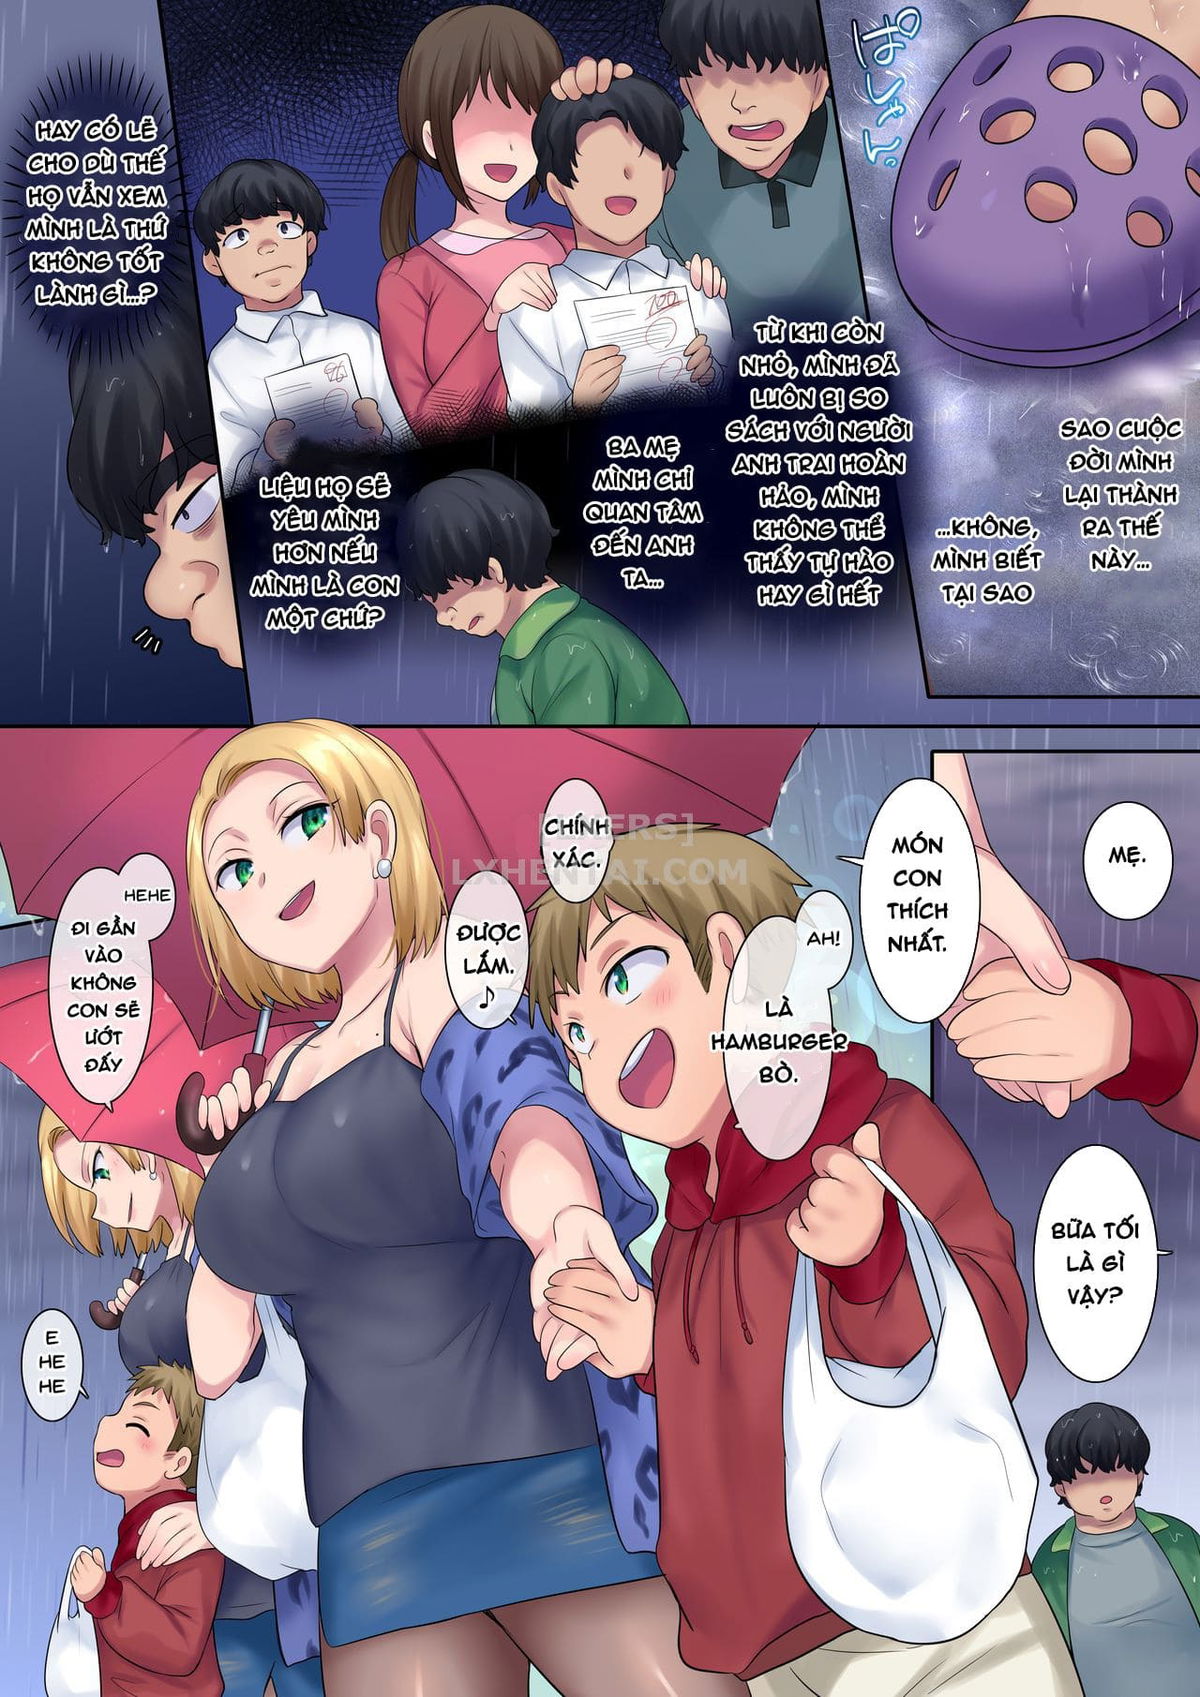 ぱしゃん
SAO CUỘC
ĐỜI MÌNH
LẠI THÀNH
RA THẾ
NÀY...
...KHÔNG,
MÌNH BIẾT
TẠI SAO
TỪ KHI CÒN
NHỎ, MÌNH ĐÃ
LUÔN BỊ SO
SÁCH VỚI NGƯỜI
ANH TRAI HOÀN
HẢO, MÌNH
KHÔNG THỂ
THẤY TỰ HÀO
HAY GÌ HẾT
100
96
BA MẸ
MÌNH CHỈ
QUAN TÂM
ĐẾN ANH
TA...
LIỆU HỌ SẼ
YÊU MÌNH
HƠN NẾU
MÌNH LÀ CON
MỘT CHỨ?
HAY CÓ LẼ
CHO DÙ THẾ
HỌ VẪN XEM
MÌNH LÀ THỨ
KHÔNG TỐT
LÀNH GÌ...?
MẸ.
BỮA TỐI
LÀ GÌ
VẬY?
MÓN
CON
THÍCH
NHẤT.
AH!
LÀ
HAMBURGER
BÒ.
CHÍNH
XÁC.
ĐƯỢC
LẮM.
♪
HEHE
ĐI GẦN
VÀO
KHÔNG
CON SẼ
ƯỚT
ĐẤY
E
HE
HE
LXHENTAI.COM